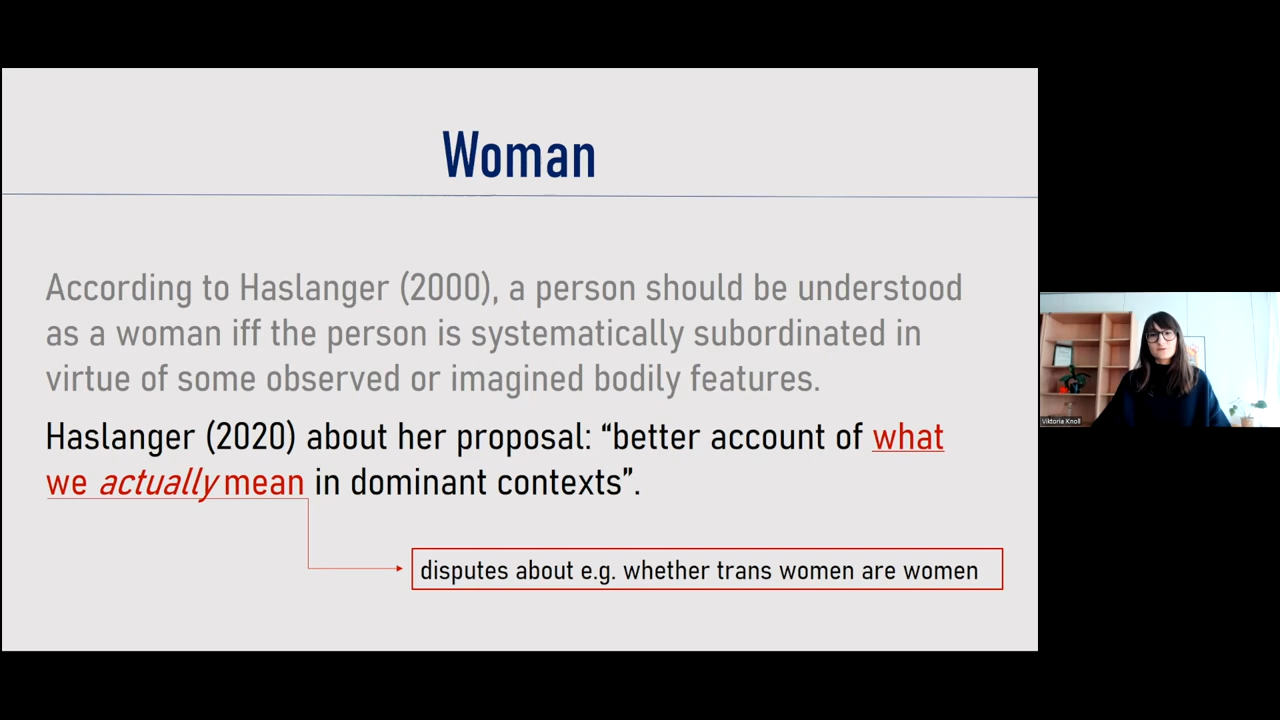 Woman
According to Haslanger (2000), a person should be understood
as a woman iff the person is systematically subordinated in
virtue of some observed or imagined bodily features.
Haslanger (2020) about her proposal: “better account of what
we actually mean in dominant contexts”.
disputes about e.g. whether trans women are women
Viktoria Knoll